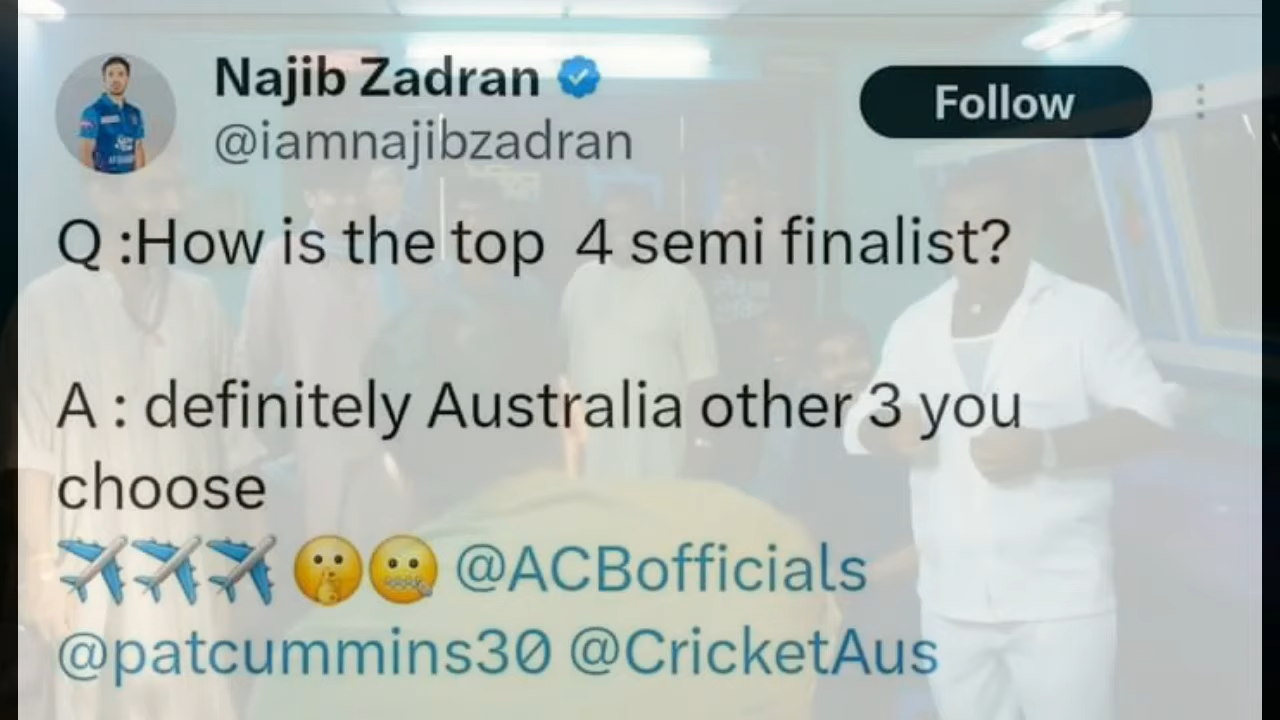 Najib Zadran
Follow
@iamnajibzadran
Q :How is the top 4 semi finalist?
A : definitely Australia other 3 you
choose
✈️✈️✈️ 🤫🤐 @ACBofficials
@patcummins30 @CricketAus